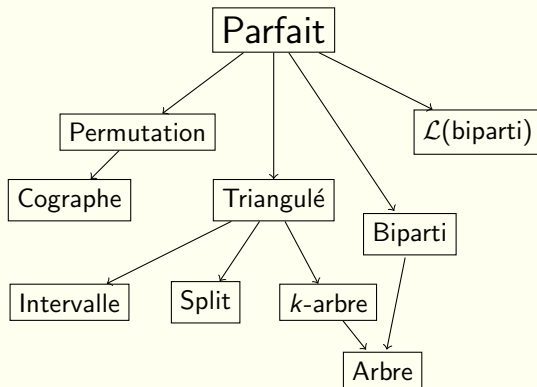 Parfait
Permutation
ℒ(biparti)
Cographe
Triangulé
Biparti
Intervalle
Split
k-arbre
Arbre